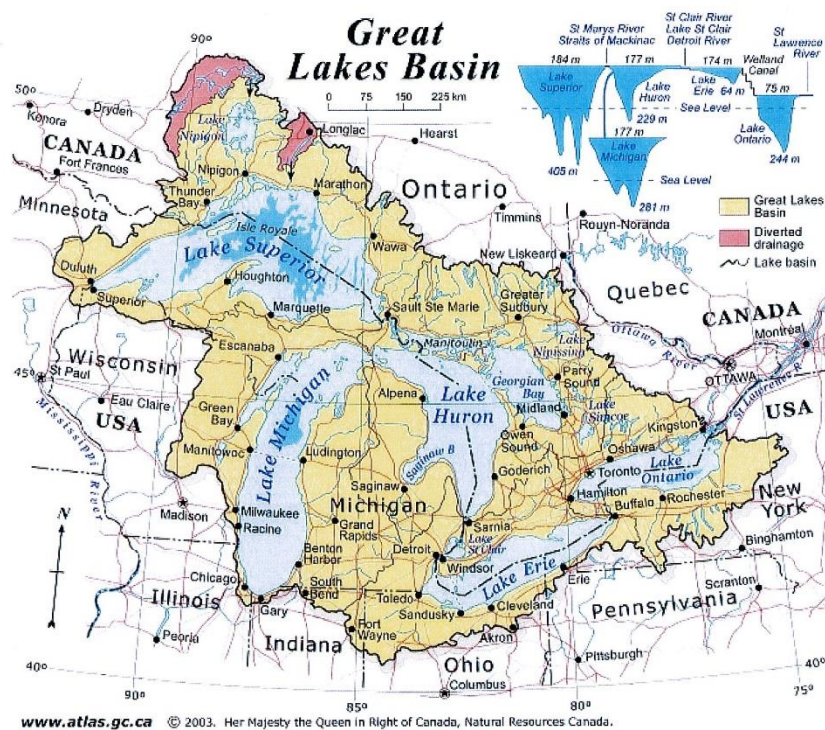 Great
Lakes Basin
0 75 150 225 km
90°
50°
Kenora
Dryden
Lake
Nipigon
Longlac
Hearst
CANADA
Fort Frances
Nipigon
Thunder
Bay
Marathon
Ontario
Timmins
Rouyn-Noranda
Minnesota
Isle Royale
Lake Superior
Wawa
New Liskeard
Duluth
Superior
Houghton
Marquette
Sault Ste Marie
Greater
Sudbury
Quebec
CANADA
Montréal
Ottawa River
OTTAWA
St Lawrence R
USA
Wisconsin
45°
St Paul
Eau Claire
USA
Mississippi
River
Escanaba
Manitoulin
Lake
Nipissing
Parry
Sound
Georgian
Bay
Midland
Lake
Simcoe
Kingston
Alpena
Lake
Huron
Owen
Sound
Oshawa
Toronto
Lake
Ontario
Green
Bay
Manitowoc
Lake Michigan
Ludington
Saginaw B
Saginaw
Goderich
Hamilton
Buffalo
Rochester
New
York
Michigan
N
Madison
Milwaukee
Racine
Grand
Rapids
Sarnia
Lake
St Clair
Detroit
Windsor
Lake Erie
Erie
Binghamton
Benton
Harbor
Chicago
South
Bend
Gary
Toledo
Sandusky
Cleveland
Akron
Scranton
Pennsylvania
Illinois
Peoria
Indiana
Fort
Wayne
Ohio
Columbus
Pittsburgh
40°
90°
85°
80°
75°
40°
St Marys River
Straits of Mackinac
St Clair River
Lake St Clair
Detroit River
St
Lawrence
River
Welland
Canal
184 m
177 m
174 m
75 m
Lake
Superior
Lake
Huron
Lake
Erie 64 m
Sea Level
229 m
177 m
Lake
Michigan
Lake
Ontario
405 m
244 m
Sea Level
281 m
Great Lakes
Basin
Diverted
drainage
Lake basin
www.atlas.gc.ca © 2003. Her Majesty the Queen in Right of Canada, Natural Resources Canada.